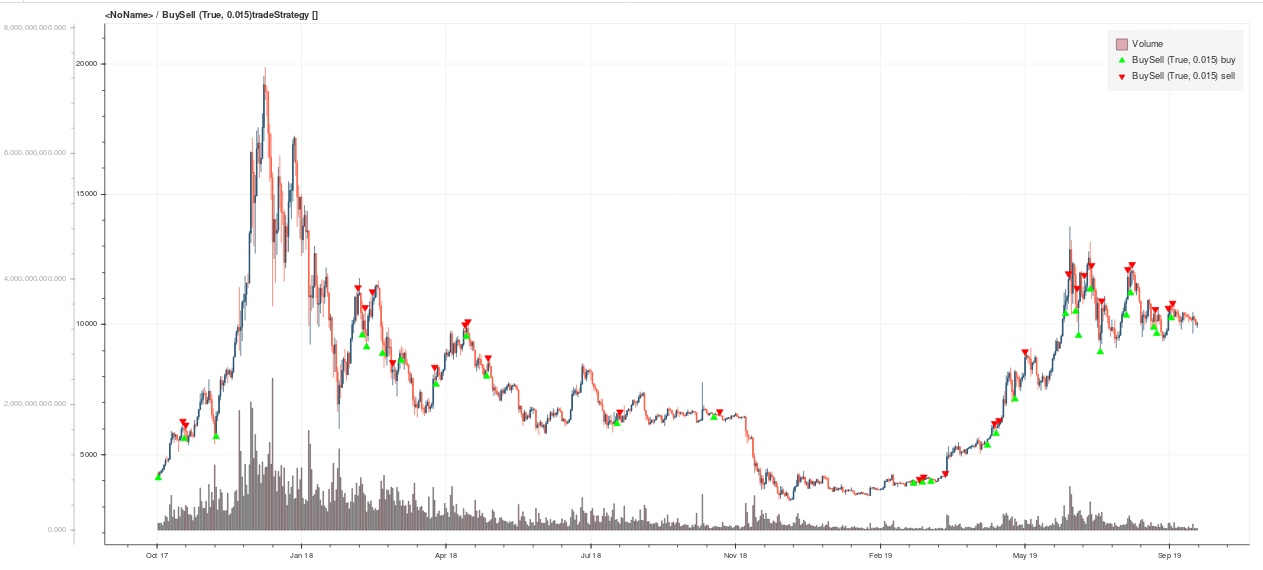 <NoName> / BuySell (True, 0.015)tradeStrategy []
8,000,000,000.000
6,000,000,000.000
4,000,000,000.000
2,000,000,000.000
0.000
20000
15000
10000
5000
Volume
BuySell (True, 0.015) buy
BuySell (True, 0.015) sell
Oct 17 Jan 18 Apr 18 Jul 18 Nov 18 Feb 19 May 19 Sep 19